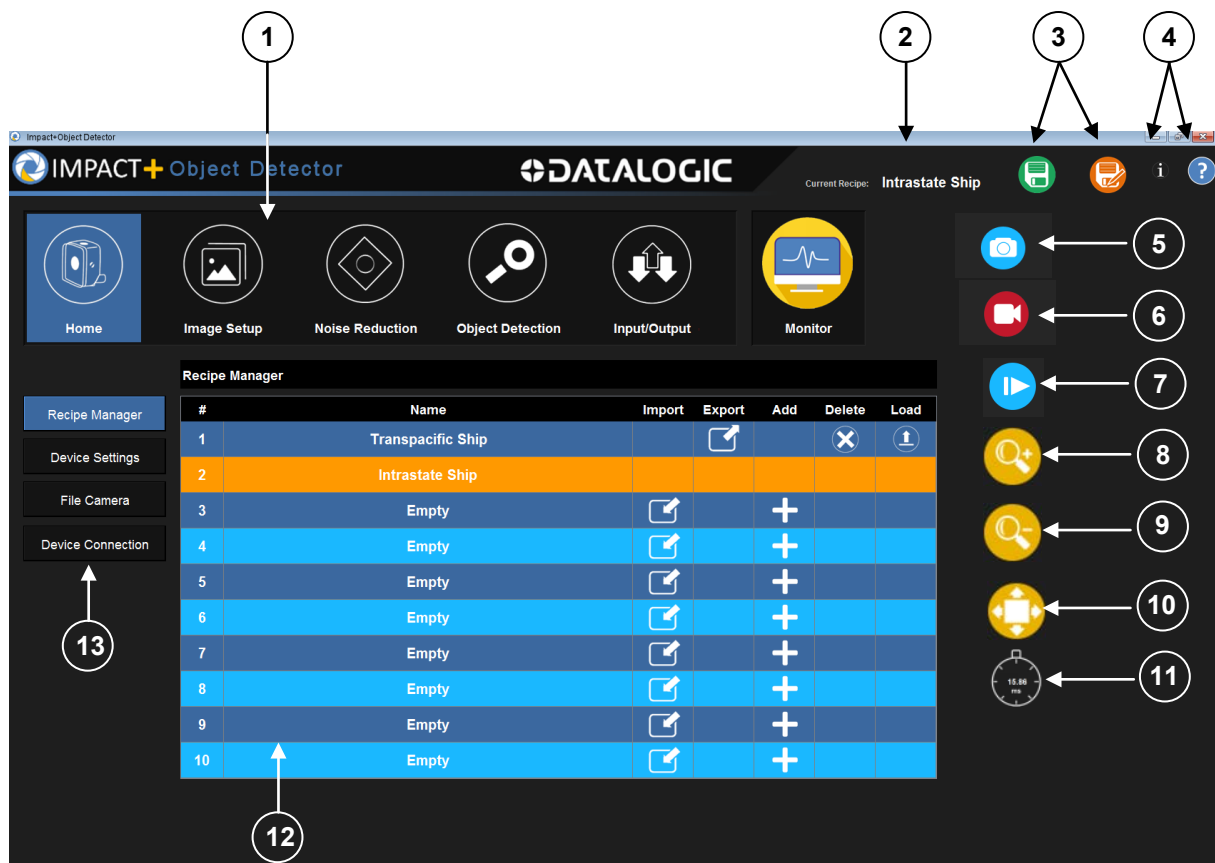 1 2 3 4
Impact+Object Detector
IMPACT+ Object Detector DATALOGIC Current Recipe: Intrastate Ship i ?
5
6
Home Image Setup Noise Reduction Object Detection Input/Output Monitor
Recipe Manager
7
Recipe Manager # Name Import Export Add Delete Load
1 Transpacific Ship
Device Settings
2 Intrastate Ship
8
File Camera
3 Empty
9
Device Connection 4 Empty
5 Empty
6 Empty
10
13
7 Empty
15.86
ms
11
8 Empty
9 Empty
10 Empty
12